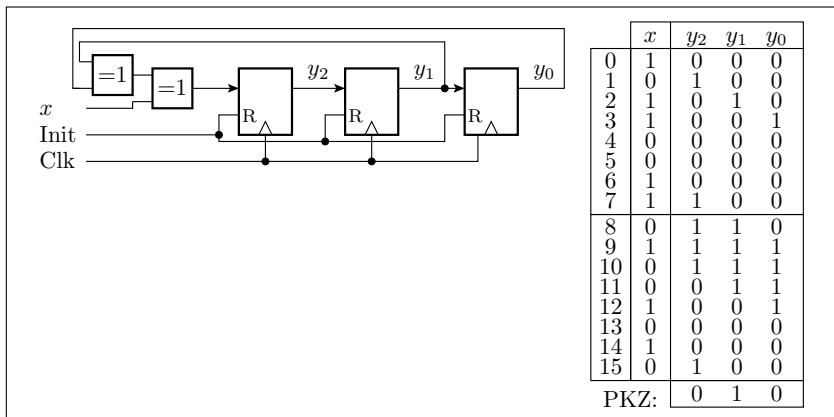 =1
=1
y2 y1 y0
x
R R R
Init
Clk
x y2 y1 y0
0 1 0 0 0
1 0 1 0 0
2 1 0 1 0
3 1 0 0 1
4 0 0 0 0
5 0 0 0 0
6 1 0 0 0
7 1 1 0 0
8 0 1 1 0
9 1 1 1 1
10 0 1 1 1
11 0 0 1 1
12 1 0 0 1
13 0 0 0 0
14 1 0 0 0
15 0 1 0 0
PKZ: 0 1 0